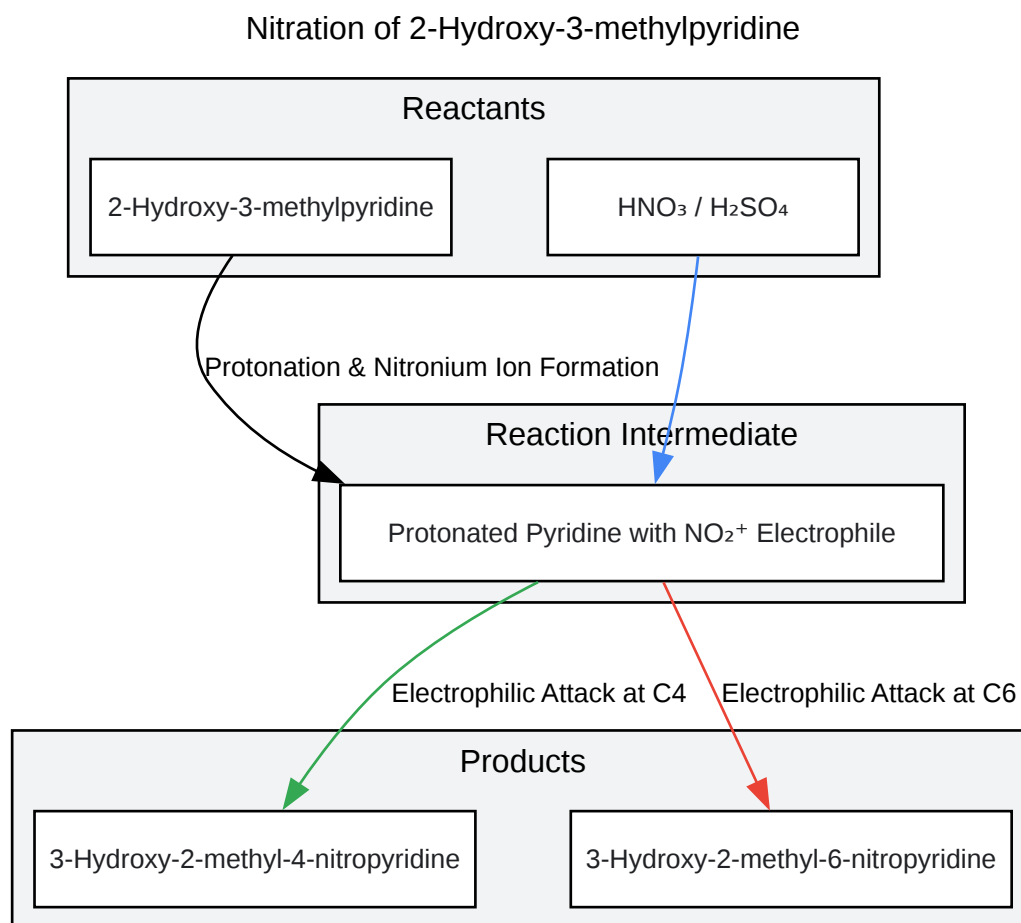 Nitration of 2-Hydroxy-3-methylpyridine
Reactants
2-Hydroxy-3-methylpyridine
HNO₃ / H₂SO₄
Protonation & Nitronium Ion Formation
Reaction Intermediate
Protonated Pyridine with NO₂⁺ Electrophile
Electrophilic Attack at C4
Electrophilic Attack at C6
Products
3-Hydroxy-2-methyl-4-nitropyridine
3-Hydroxy-2-methyl-6-nitropyridine